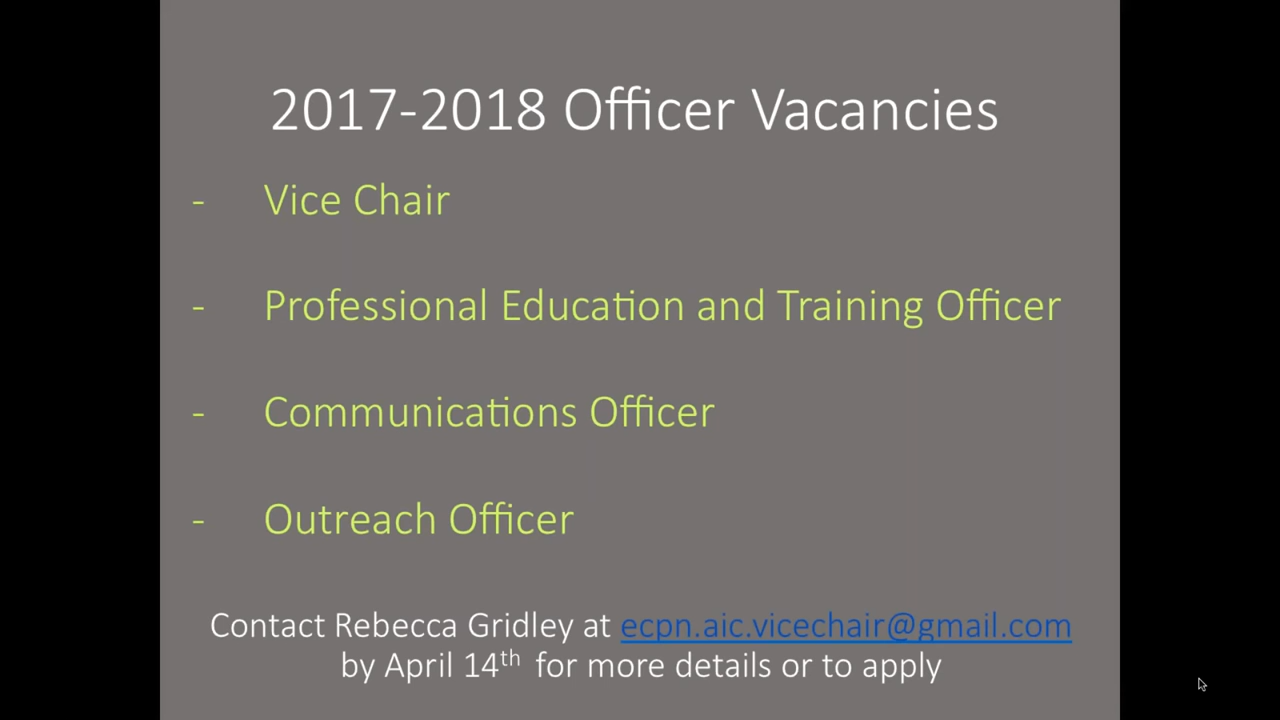 2017-2018 Officer Vacancies
- Vice Chair
- Professional Education and Training Officer
- Communications Officer
- Outreach Officer
Contact Rebecca Gridley at ecpn.aic.vicechair@gmail.com
by April 14th for more details or to apply